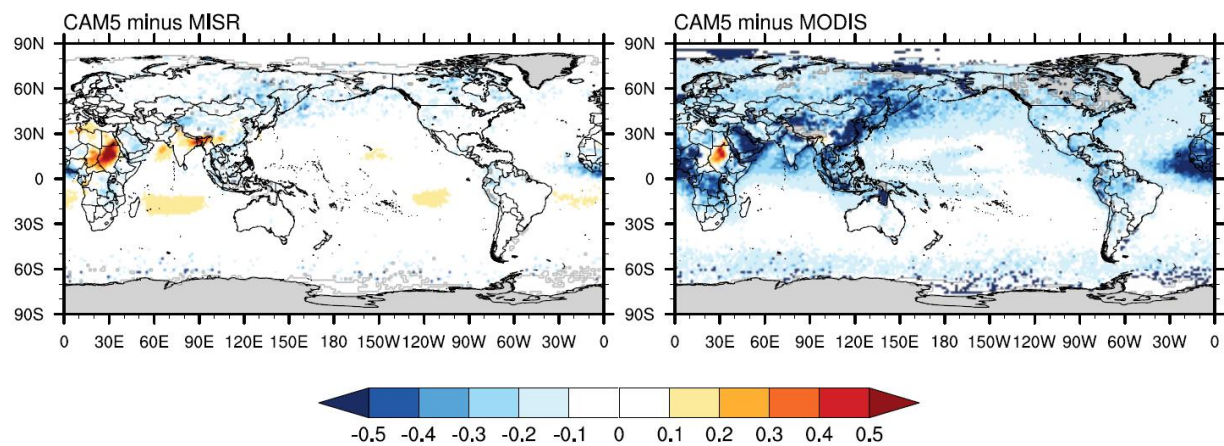 CAM5 minus MISR
CAM5 minus MODIS
90N
60N
30N
0
30S
60S
90S
0 30E 60E 90E 120E 150E 180 150W 120W 90W 60W 30W 0
90N
60N
30N
0
30S
60S
90S
0 30E 60E 90E 120E 150E 180 150W 120W 90W 60W 30W 0
-0.5 -0.4 -0.3 -0.2 -0.1 0 0.1 0.2 0.3 0.4 0.5